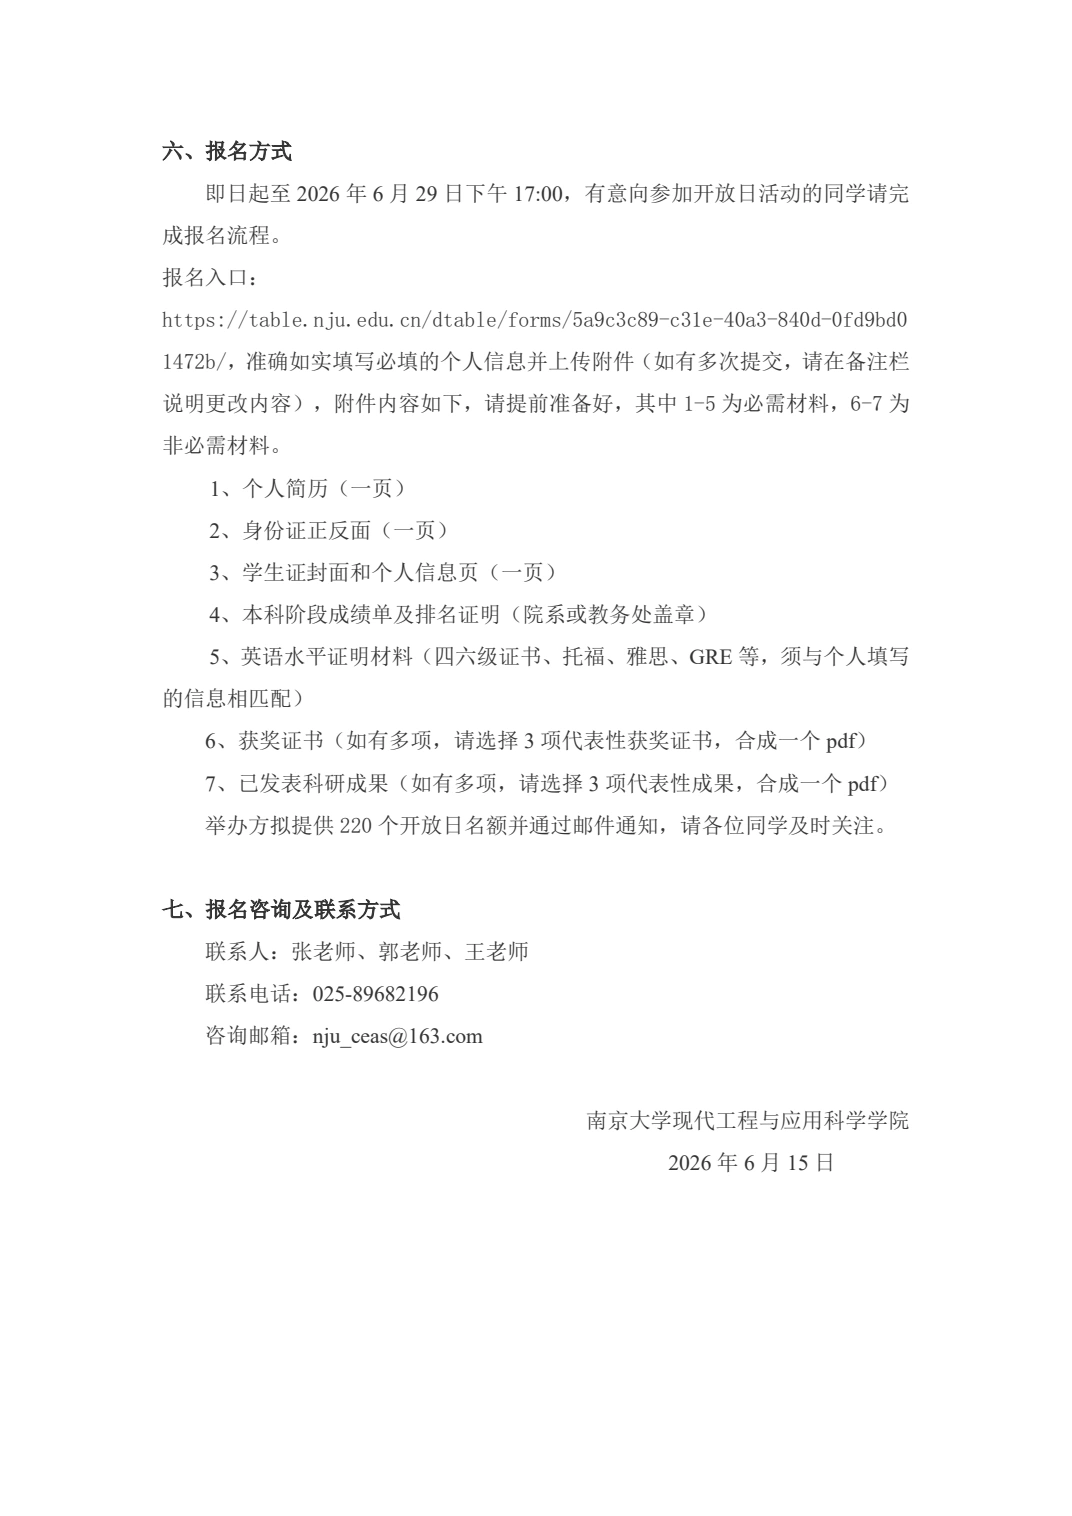 六、报名方式
即日起至 2026 年 6 月 29 日下午 17:00，有意向参加开放日活动的同学请完
成报名流程。
报名入口：
https://table.nju.edu.cn/dtable/forms/5a9c3c89-c31e-40a3-840d-0fd9bd0
1472b/，准确如实填写必填的个人信息并上传附件（如有多次提交，请在备注栏
说明更改内容），附件内容如下，请提前准备好，其中 1-5 为必需材料，6-7 为
非必需材料。
1、个人简历（一页）
2、身份证正反面（一页）
3、学生证封面和个人信息页（一页）
4、本科阶段成绩单及排名证明（院系或教务处盖章）
5、英语水平证明材料（四六级证书、托福、雅思、GRE 等，须与个人填写
的信息相匹配）
6、获奖证书（如有多项，请选择 3 项代表性获奖证书，合成一个 pdf）
7、已发表科研成果（如有多项，请选择 3 项代表性成果，合成一个 pdf）
举办方拟提供 220 个开放日名额并通过邮件通知，请各位同学及时关注。
七、报名咨询及联系方式
联系人：张老师、郭老师、王老师
联系电话：025-89682196
咨询邮箱：nju_ceas@163.com
南京大学现代工程与应用科学学院
2026 年 6 月 15 日